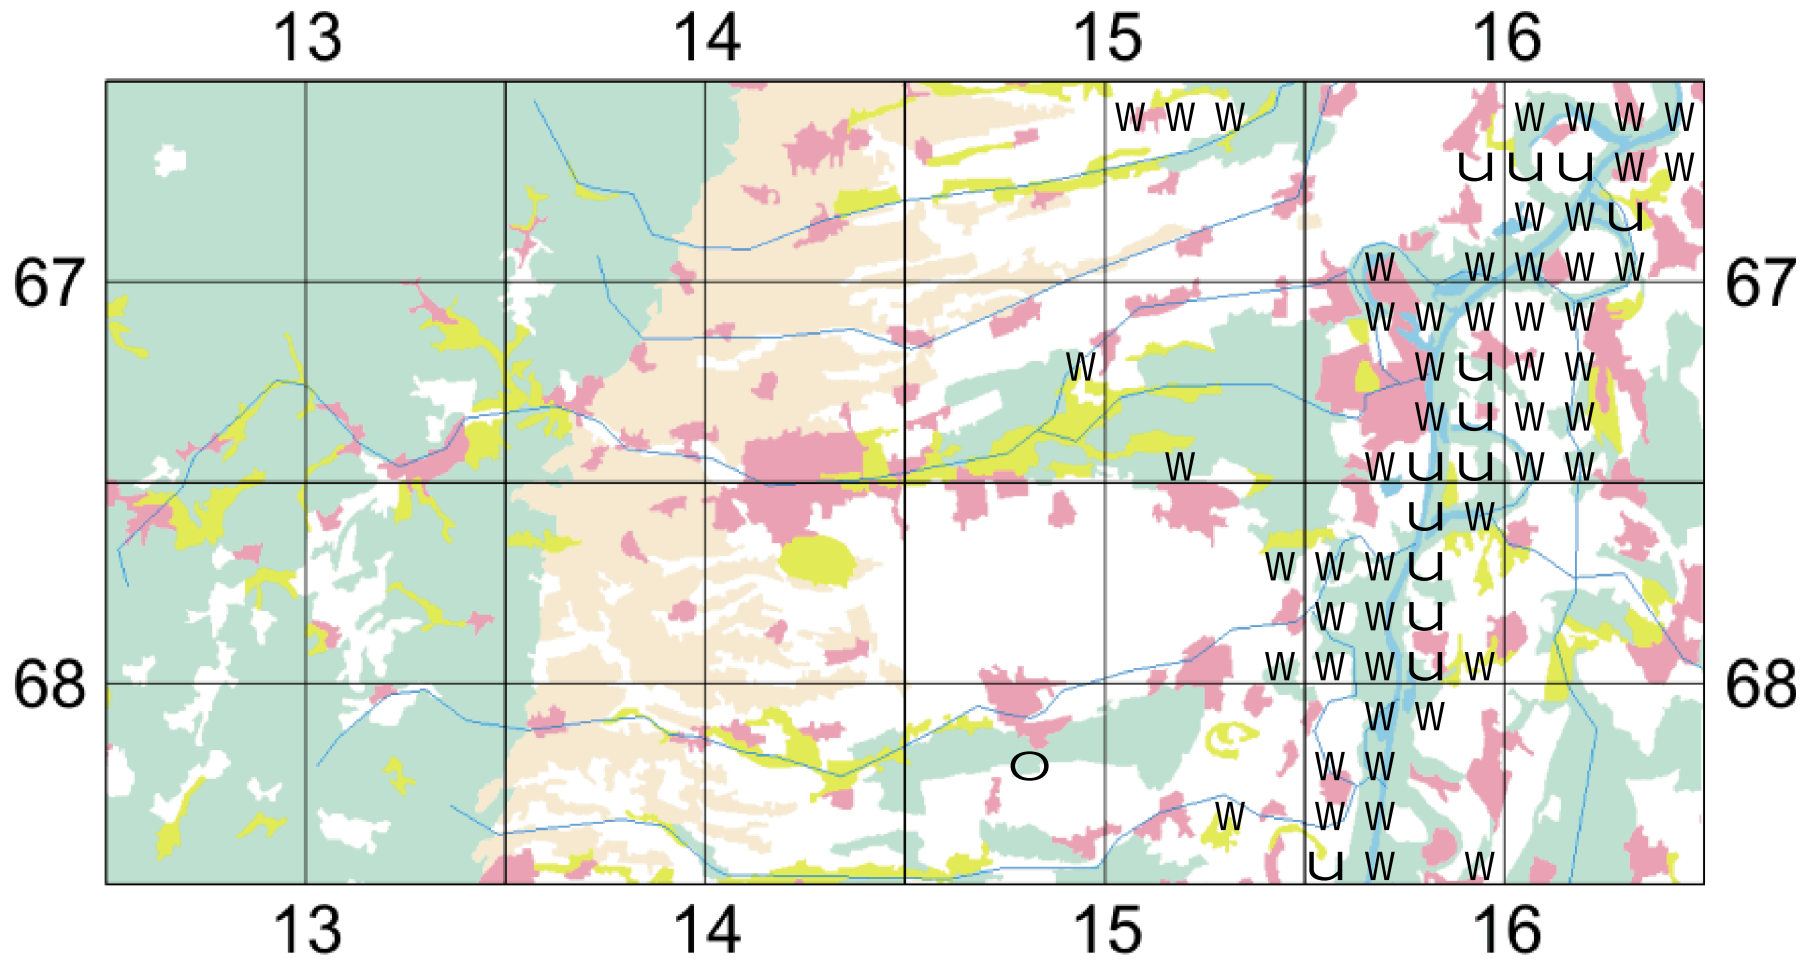 13 14 15 16
W W W W W W W
U U U W W
W W U
67 W W W W W 67
W W W W W
W W U W W
W U W W
W W U U W W
U W
W W W U
W W U
68 W W W U W 68
W W
O W W
W W W
U W W
13 14 15 16